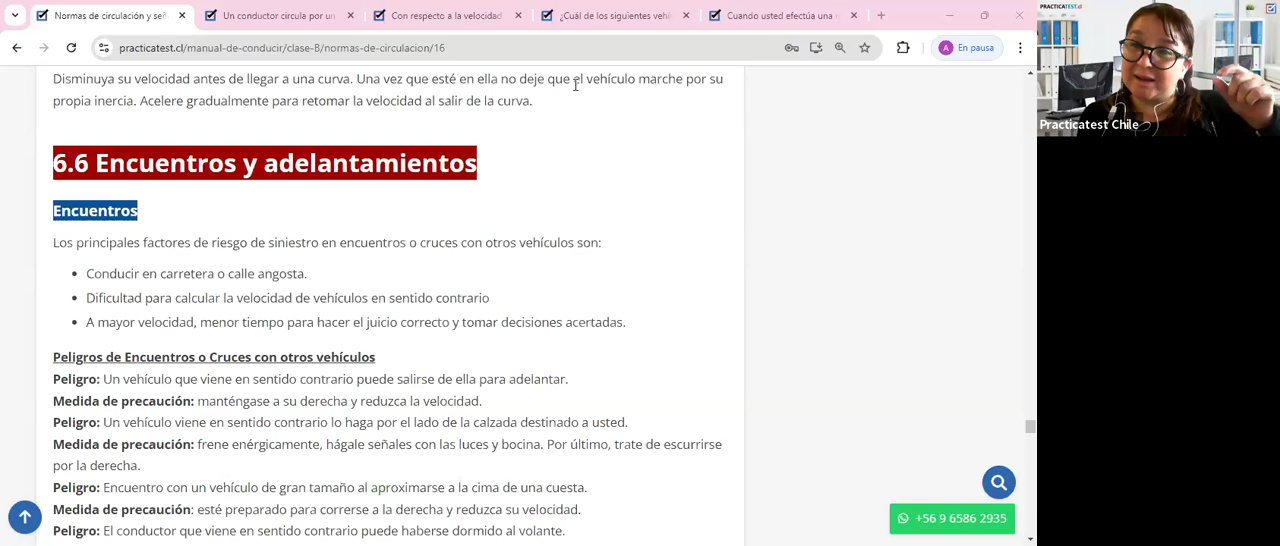 Normas de circulación y señ
Un conductor circula por un
Con respecto a la velocidad
¿Cuál de los siguientes vehí
Cuando usted efectúa una
practicatest.cl/manual-de-conducir/clase-B/normas-de-circulacion/16
A
En pausa
PRACTICATEST.cl
Practicatest Chile
Disminuya su velocidad antes de llegar a una curva. Una vez que esté en ella no deje que el vehículo marche por su
propia inercia. Acelere gradualmente para retomar la velocidad al salir de la curva.
6.6 Encuentros y adelantamientos
Encuentros
Los principales factores de riesgo de siniestro en encuentros o cruces con otros vehículos son:
Conducir en carretera o calle angosta.
Dificultad para calcular la velocidad de vehículos en sentido contrario
A mayor velocidad, menor tiempo para hacer el juicio correcto y tomar decisiones acertadas.
Peligros de Encuentros o Cruces con otros vehículos
Peligro: Un vehículo que viene en sentido contrario puede salirse de ella para adelantar.
Medida de precaución: manténgase a su derecha y reduzca la velocidad.
Peligro: Un vehículo viene en sentido contrario lo haga por el lado de la calzada destinado a usted.
Medida de precaución: frene enérgicamente, hágale señales con las luces y bocina. Por último, trate de escurrirse
por la derecha.
Peligro: Encuentro con un vehículo de gran tamaño al aproximarse a la cima de una cuesta.
Medida de precaución: esté preparado para correrse a la derecha y reduzca su velocidad.
Peligro: El conductor que viene en sentido contrario puede haberse dormido al volante.
+56 9 6586 2935